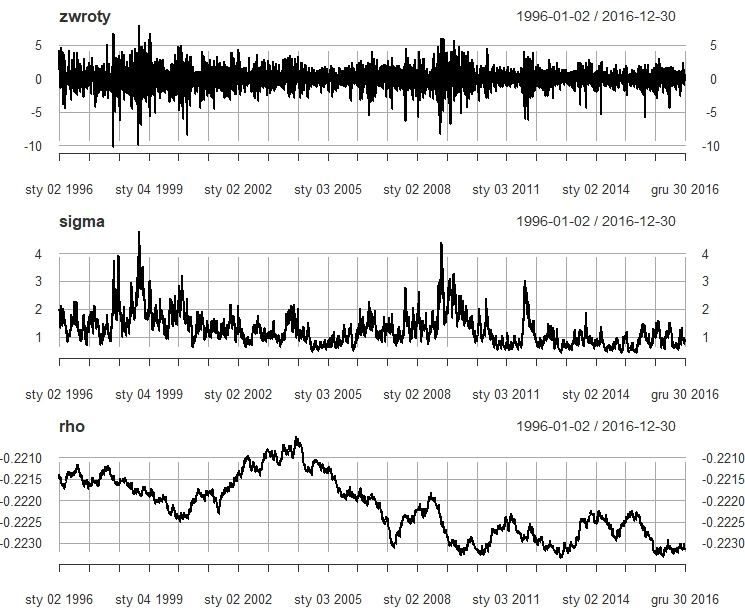 zwroty 1996-01-02 / 2016-12-30
5 5
0 0
-5 -5
-10 -10
sty 02 1996 sty 04 1999 sty 02 2002 sty 03 2005 sty 02 2008 sty 03 2011 sty 02 2014 gru 30 2016
sigma 1996-01-02 / 2016-12-30
4 4
3 3
2 2
1 1
sty 02 1996 sty 04 1999 sty 02 2002 sty 03 2005 sty 02 2008 sty 03 2011 sty 02 2014 gru 30 2016
rho 1996-01-02 / 2016-12-30
-0.2210 -0.2210
-0.2215 -0.2215
-0.2220 -0.2220
-0.2225 -0.2225
-0.2230 -0.2230
sty 02 1996 sty 04 1999 sty 02 2002 sty 03 2005 sty 02 2008 sty 03 2011 sty 02 2014 gru 30 2016